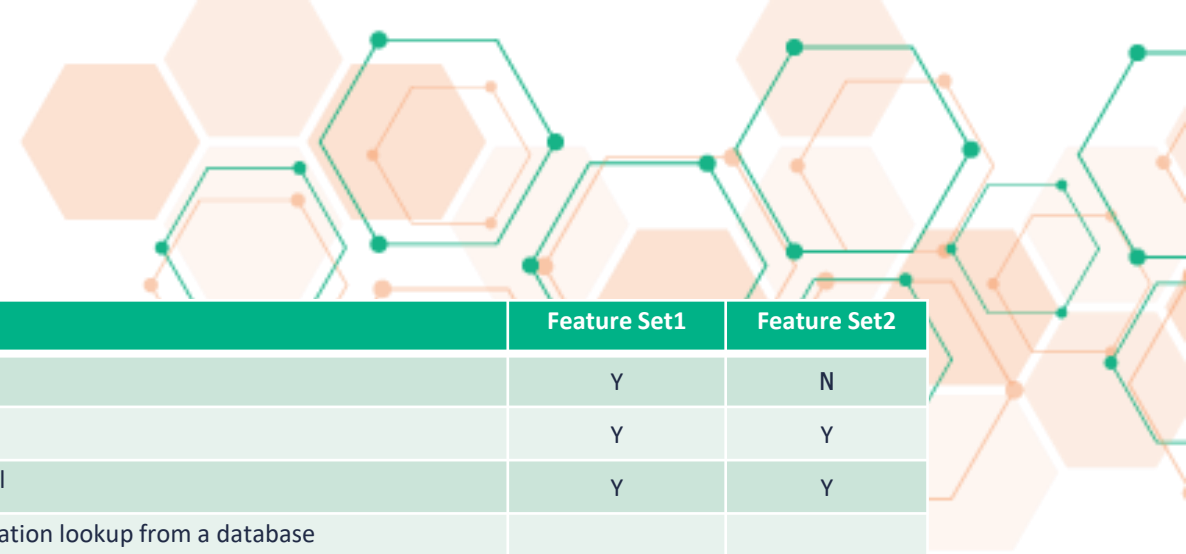 Feature Set1 Feature Set2
Y N
Y Y
l Y Y
ation lookup from a database